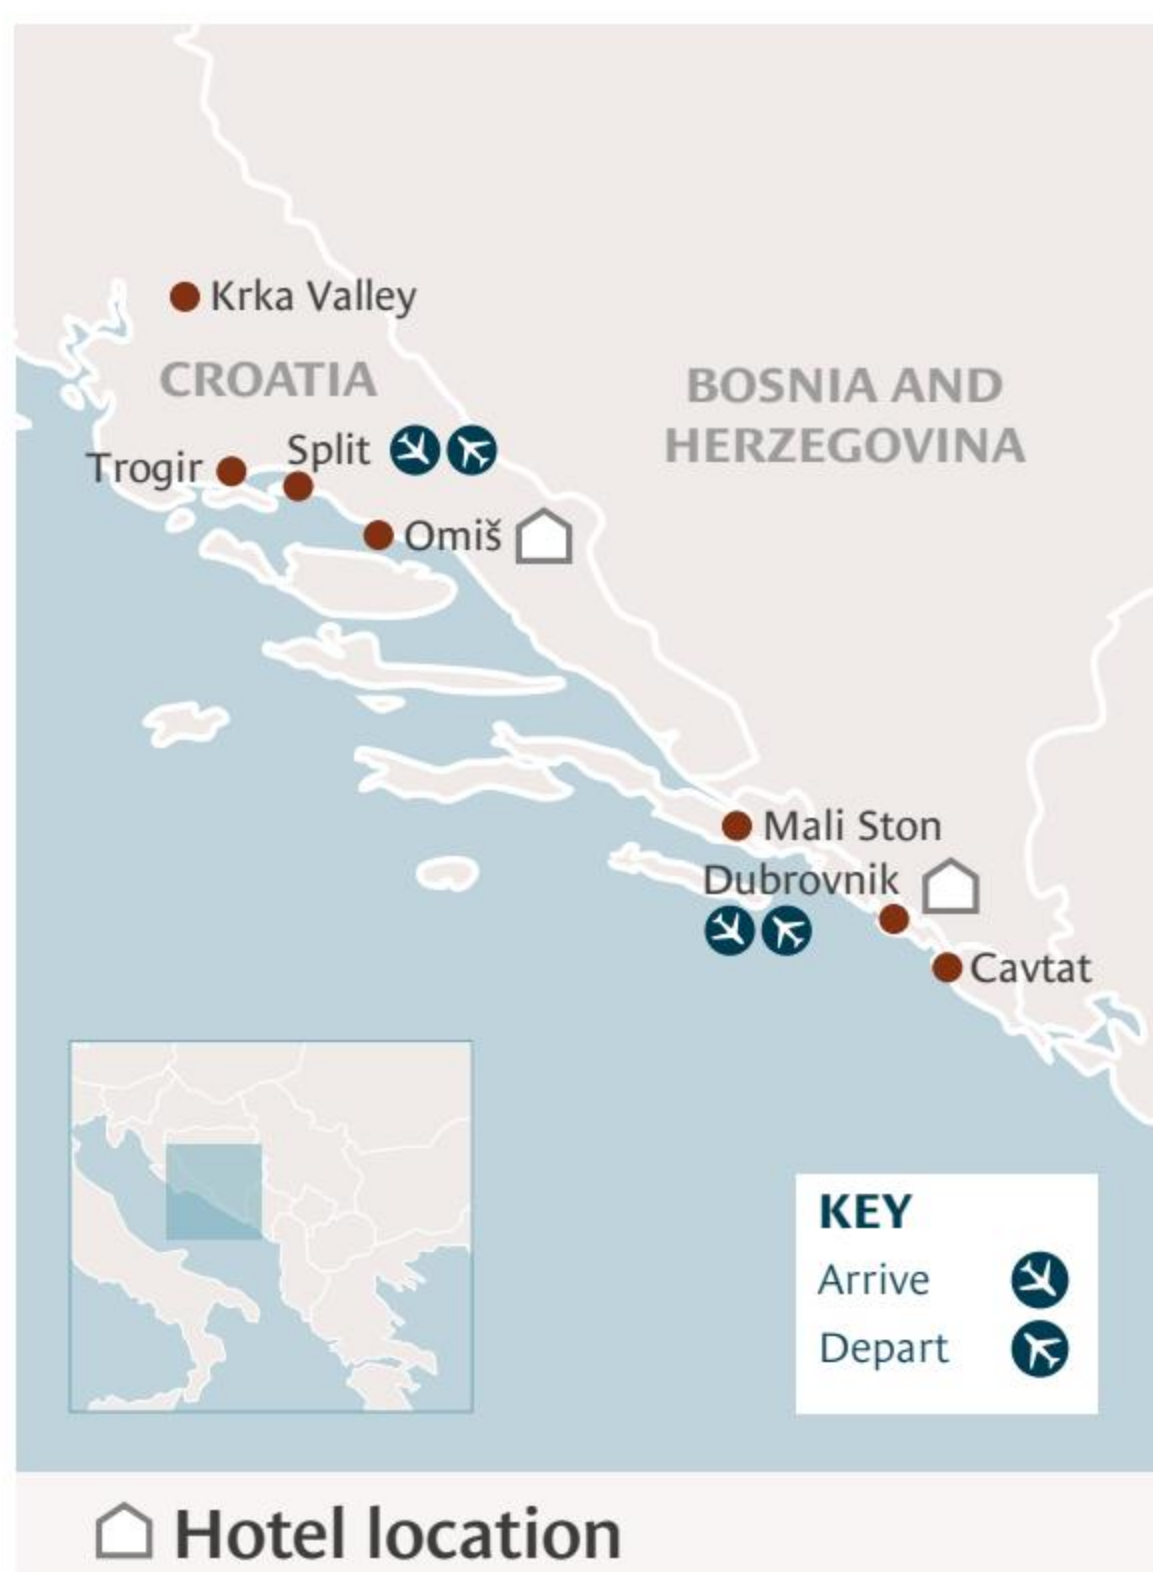 Krka Valley
CROATIA
BOSNIA AND
HERZEGOVINA
Split
Trogir
Omiš
Mali Ston
Dubrovnik
Cavtat
KEY
Arrive
Depart
Hotel location